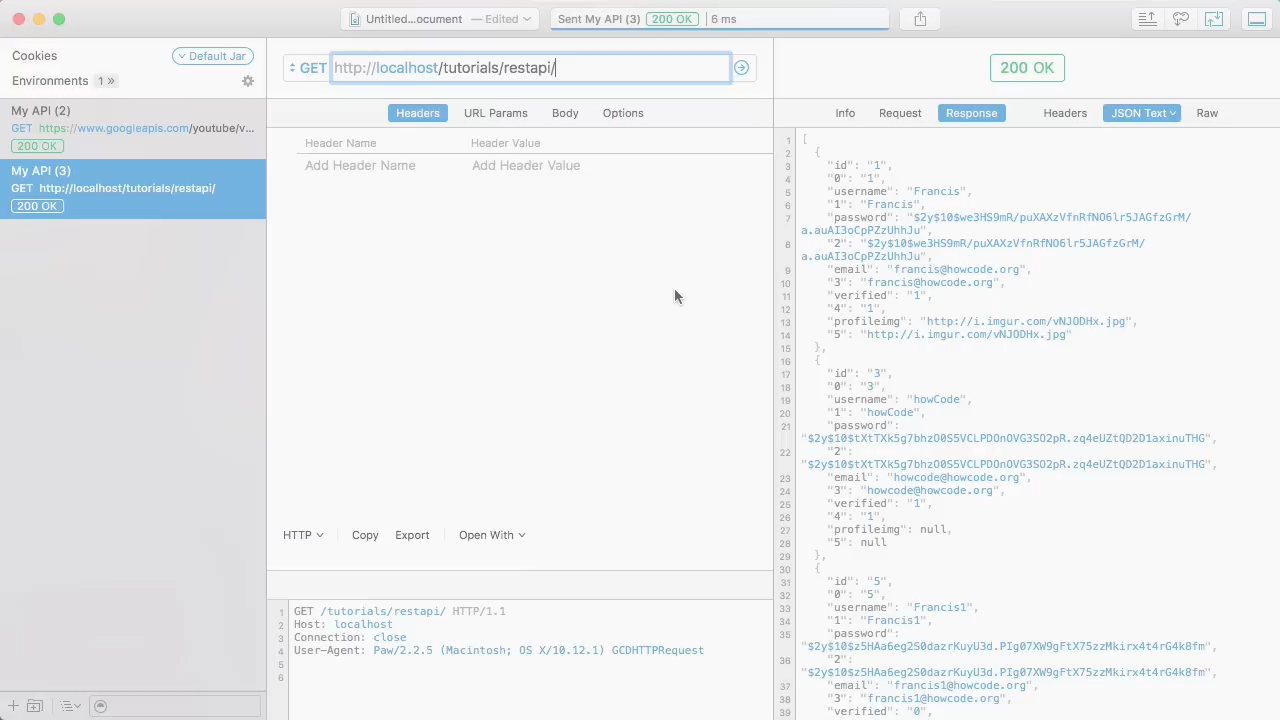 Untitled...ocument — Edited
Sent My API (3) 200 OK | 6 ms
Cookies
Default Jar
Environments 1 »
My API (2)
GET https://www.googleapis.com/youtube/v...
200 OK
My API (3)
GET http://localhost/tutorials/restapi/
200 OK
GET http://localhost/tutorials/restapi/
Headers URL Params Body Options
Header Name Header Value
Add Header Name Add Header Value
HTTP Copy Export Open With
1 GET /tutorials/restapi/ HTTP/1.1
2 Host: localhost
3 Connection: close
4 User-Agent: Paw/2.2.5 (Macintosh; OS X/10.12.1) GCDHTTPRequest
5
6
200 OK
Info Request Response Headers JSON Text Raw
1 [
2 {
3 "id": "1",
4 "0": "1",
5 "username": "Francis",
6 "1": "Francis",
7 "password": "$2y$10$we3HS9mR/puXAXzVfnRfNO6lr5JAGfzGrM/
a.auAI3oCpPZzUhhJu",
8 "2": "$2y$10$we3HS9mR/puXAXzVfnRfNO6lr5JAGfzGrM/
a.auAI3oCpPZzUhhJu",
9 "email": "francis@howcode.org",
10 "3": "francis@howcode.org",
11 "verified": "1",
12 "4": "1",
13 "profileimg": "http://i.imgur.com/vNJODHx.jpg",
14 "5": "http://i.imgur.com/vNJODHx.jpg"
15 },
16 {
17 "id": "3",
18 "0": "3",
19 "username": "howCode",
20 "1": "howCode",
21 "password":
"$2y$10$tXtTXk5g7bhzO0S5VCLPDOnOVG3SO2pR.zq4eUZtQD2D1axinuTHG",
22 "2":
"$2y$10$tXtTXk5g7bhzO0S5VCLPDOnOVG3SO2pR.zq4eUZtQD2D1axinuTHG",
23 "email": "howcode@howcode.org",
24 "3": "howcode@howcode.org",
25 "verified": "1",
26 "4": "1",
27 "profileimg": null,
28 "5": null
29 },
30 {
31 "id": "5",
32 "0": "5",
33 "username": "Francis1",
34 "1": "Francis1",
35 "password":
"$2y$10$z5HAa6eg2S0dazrKuyU3d.PIg07XW9gFtX75zzMkirx4t4rG4k8fm",
36 "2":
"$2y$10$z5HAa6eg2S0dazrKuyU3d.PIg07XW9gFtX75zzMkirx4t4rG4k8fm",
37 "email": "francis1@howcode.org",
38 "3": "francis1@howcode.org",
39 "verified": "0",